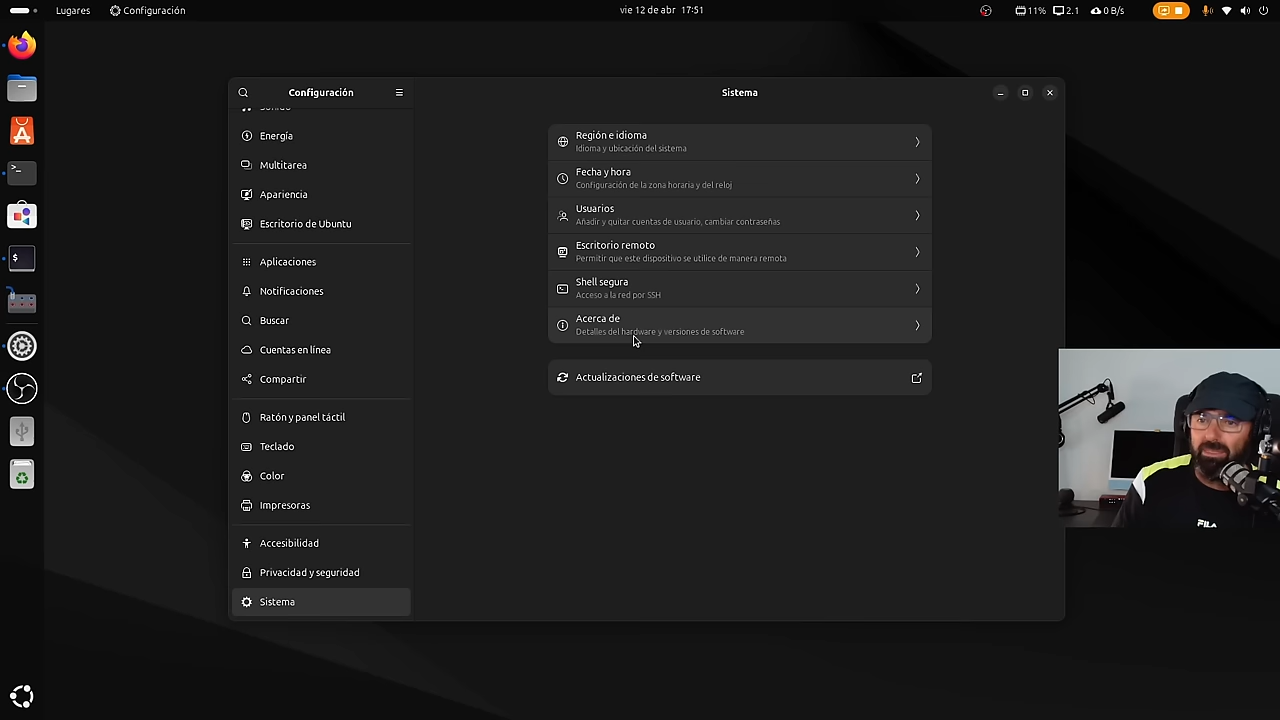 Lugares
Configuración
vie 12 de abr 17:51
11%
2.1
0 B/s
Configuración
Sistema
Sonido
Energía
Multitarea
Apariencia
Escritorio de Ubuntu
Aplicaciones
Notificaciones
Buscar
Cuentas en línea
Compartir
Ratón y panel táctil
Teclado
Color
Impresoras
Accesibilidad
Privacidad y seguridad
Sistema
Región e idioma
Idioma y ubicación del sistema
Fecha y hora
Configuración de la zona horaria y del reloj
Usuarios
Añadir y quitar cuentas de usuario, cambiar contraseñas
Escritorio remoto
Permitir que este dispositivo se utilice de manera remota
Shell segura
Acceso a la red por SSH
Acerca de
Detalles del hardware y versiones de software
Actualizaciones de software
FILA